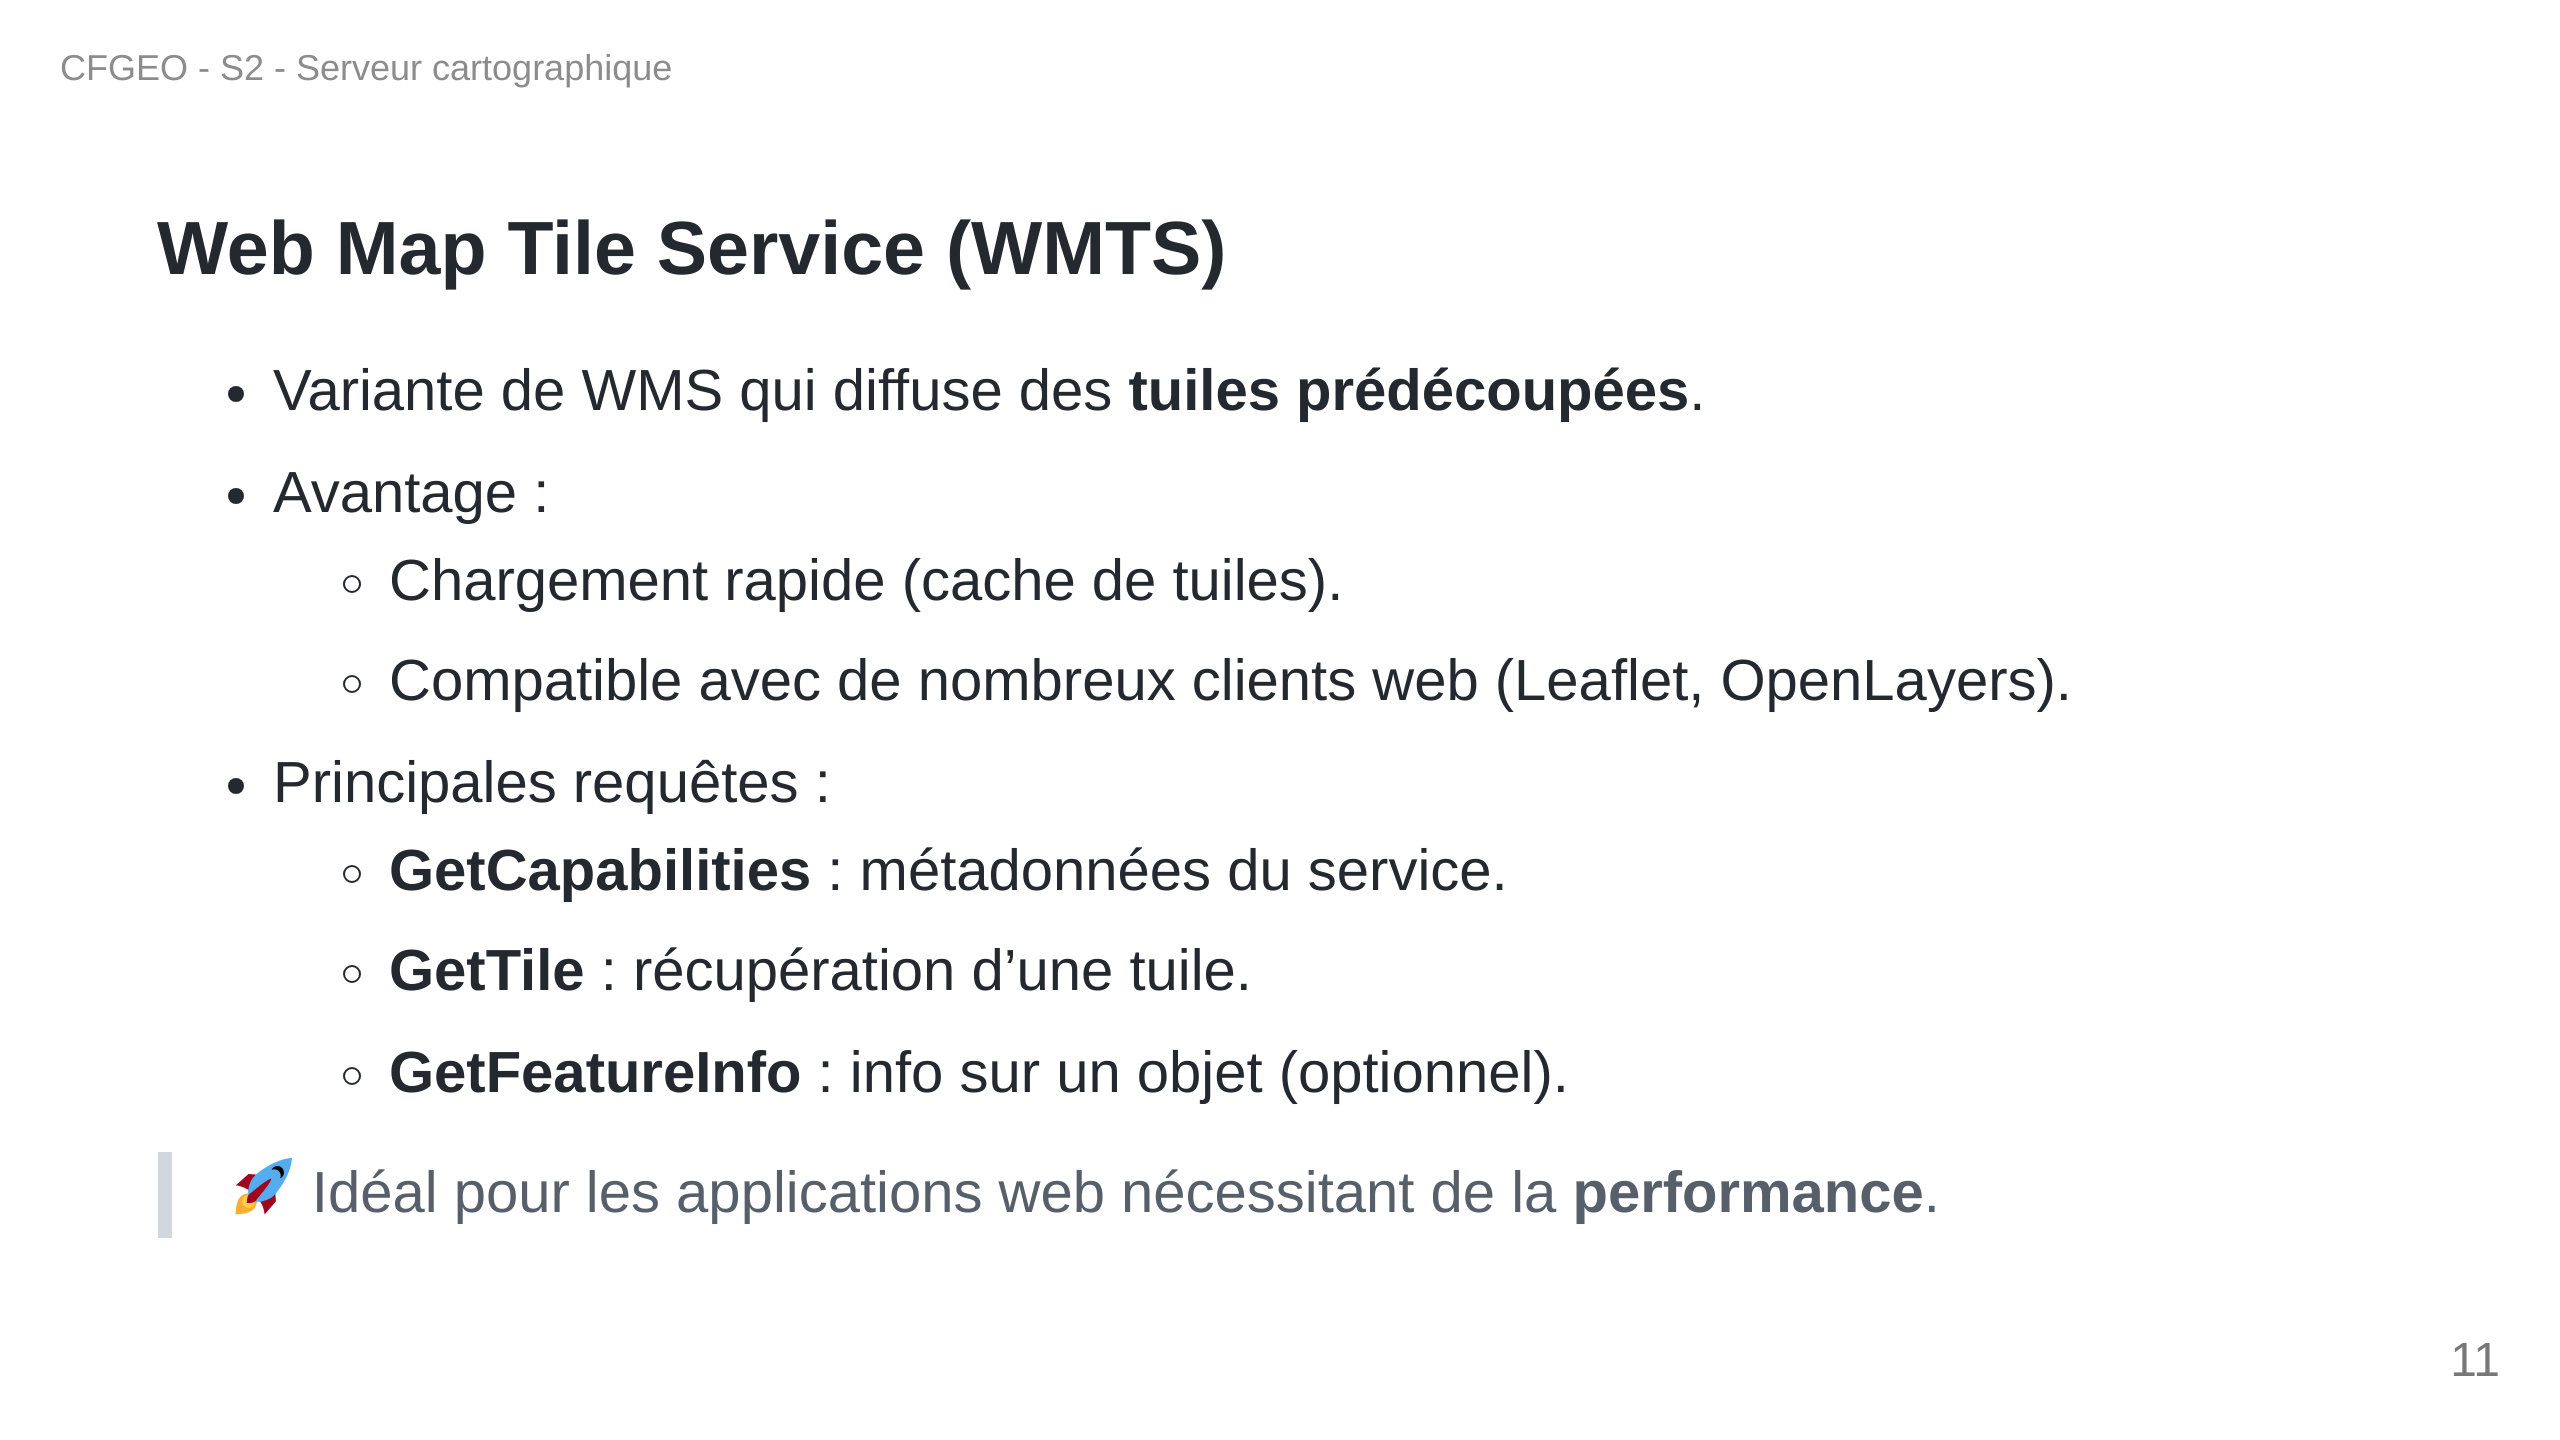 CFGEO - S2 - Serveur cartographique
Web Map Tile Service (WMTS)
• Variante de WMS qui diffuse des tuiles prédécoupées.
• Avantage :
◦ Chargement rapide (cache de tuiles).
◦ Compatible avec de nombreux clients web (Leaflet, OpenLayers).
• Principales requêtes :
◦ GetCapabilities : métadonnées du service.
◦ GetTile : récupération d’une tuile.
◦ GetFeatureInfo : info sur un objet (optionnel).
🚀 Idéal pour les applications web nécessitant de la performance.
11